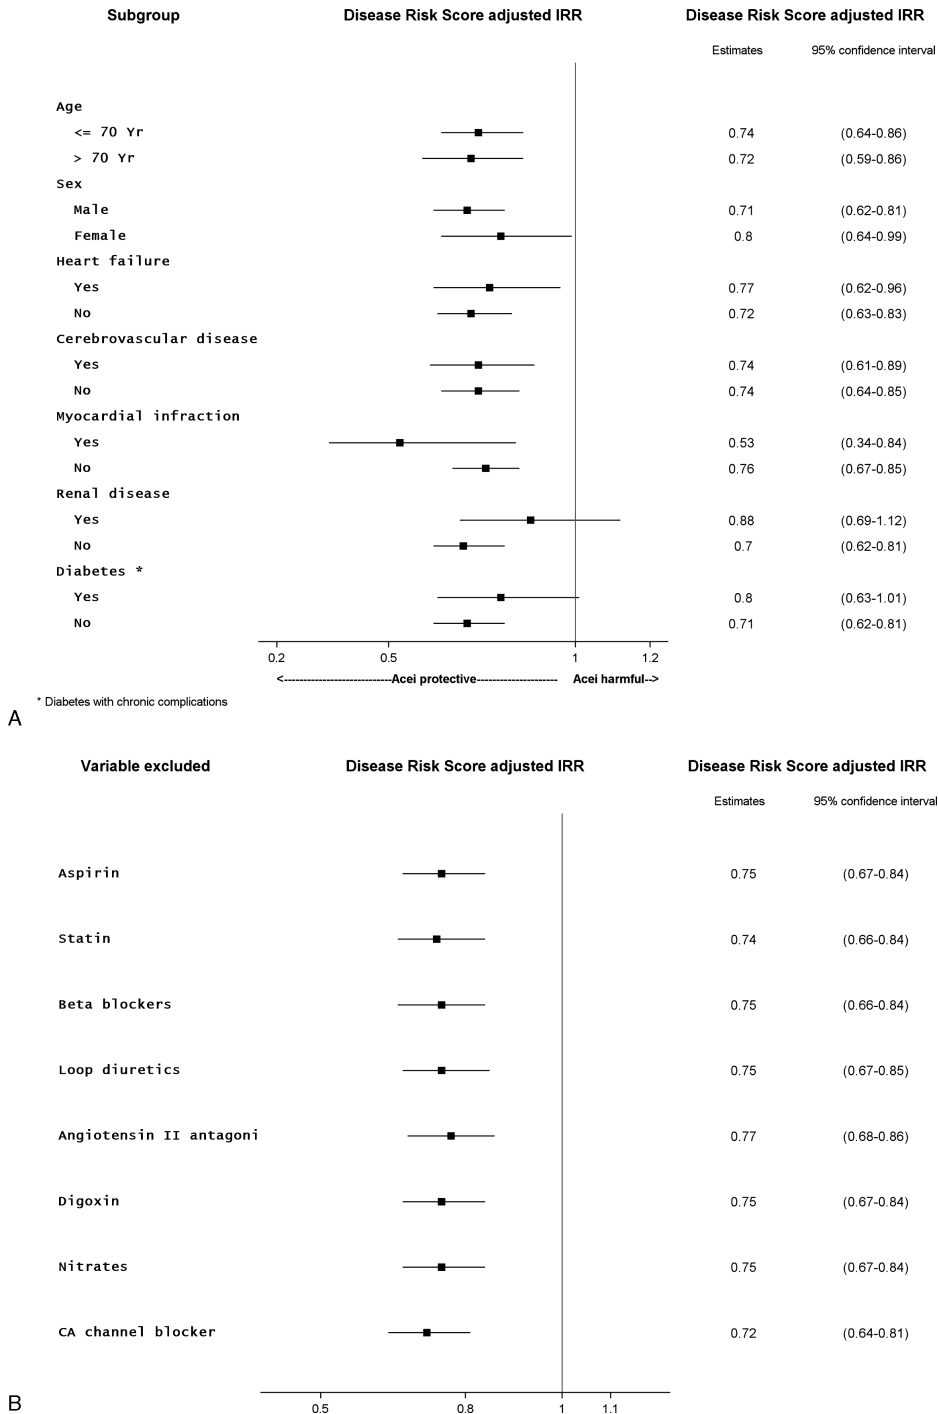 Subgroup Disease Risk Score adjusted IRR Disease Risk Score adjusted IRR
Estimates 95% confidence interval
Age
<= 70 Yr 0.74 (0.64-0.86)
> 70 Yr 0.72 (0.59-0.86)
Sex
Male 0.71 (0.62-0.81)
Female 0.8 (0.64-0.99)
Heart failure
Yes 0.77 (0.62-0.96)
No 0.72 (0.63-0.83)
Cerebrovascular disease
Yes 0.74 (0.61-0.89)
No 0.74 (0.64-0.85)
Myocardial infraction
Yes 0.53 (0.34-0.84)
No 0.76 (0.67-0.85)
Renal disease
Yes 0.88 (0.69-1.12)
No 0.7 (0.62-0.81)
Diabetes *
Yes 0.8 (0.63-1.01)
No 0.71 (0.62-0.81)
0.2 0.5 1 1.2
<---------------------------Acei protective-------------------- Acei harmful-->
* Diabetes with chronic complications
A
Variable excluded Disease Risk Score adjusted IRR Disease Risk Score adjusted IRR
Estimates 95% confidence interval
Aspirin 0.75 (0.67-0.84)
Statin 0.74 (0.66-0.84)
Beta blockers 0.75 (0.66-0.84)
Loop diuretics 0.75 (0.67-0.85)
Angiotensin II antagoni 0.77 (0.68-0.86)
Digoxin 0.75 (0.67-0.84)
Nitrates 0.75 (0.67-0.84)
CA channel blocker 0.72 (0.64-0.81)
B
0.5 0.8 1 1.1